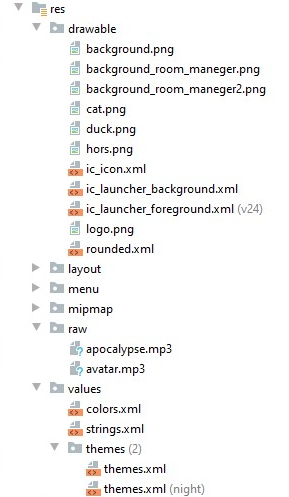 res
drawable
background.png
background_room_maneger.png
background_room_maneger2.png
cat.png
duck.png
hors.png
ic_icon.xml
ic_launcher_background.xml
ic_launcher_foreground.xml (v24)
logo.png
rounded.xml
layout
menu
mipmap
raw
apocalypse.mp3
avatar.mp3
values
colors.xml
strings.xml
themes (2)
themes.xml
themes.xml (night)